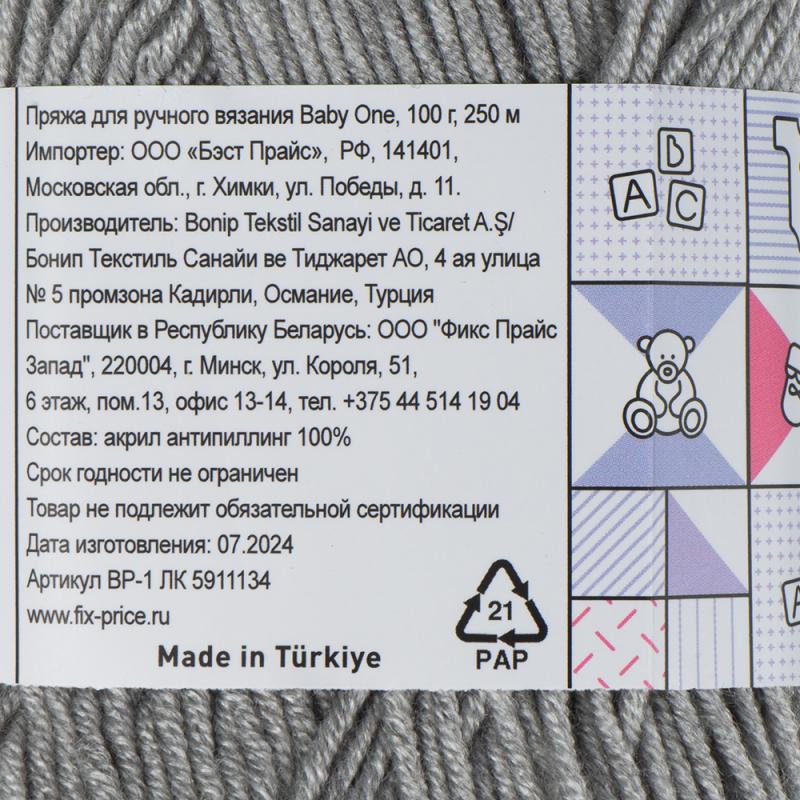 Пряжа для ручного вязания Baby One, 100 г, 250 м
Импортер: ООО «Бэст Прайс», РФ, 141401,
Московская обл., г. Химки, ул. Победы, д. 11.
Производитель: Bonip Tekstil Sanayi ve Ticaret A.Ş/
Бонип Текстиль Санайи ве Тиджарет АО, 4 ая улица
№ 5 промзона Кадирли, Османие, Турция
Поставщик в Республику Беларусь: ООО "Фикс Прайс
Запад", 220004, г. Минск, ул. Короля, 51,
6 этаж, пом.13, офис 13-14, тел. +375 44 514 19 04
Состав: акрил антипиллинг 100%
Срок годности не ограничен
Товар не подлежит обязательной сертификации
Дата изготовления: 07.2024
Артикул BP-1 ЛК 5911134
www.fix-price.ru
Made in Türkiye
21
PAP
B
A C